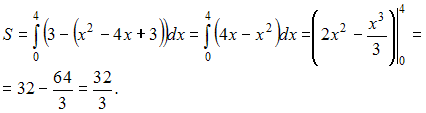 S = ∫₀⁴ (3 − (x² − 4x + 3))dx = ∫₀⁴ (4x − x²)dx = (2x² − x³/3)|₀⁴ =
= 32 − 64/3 = 32/3.